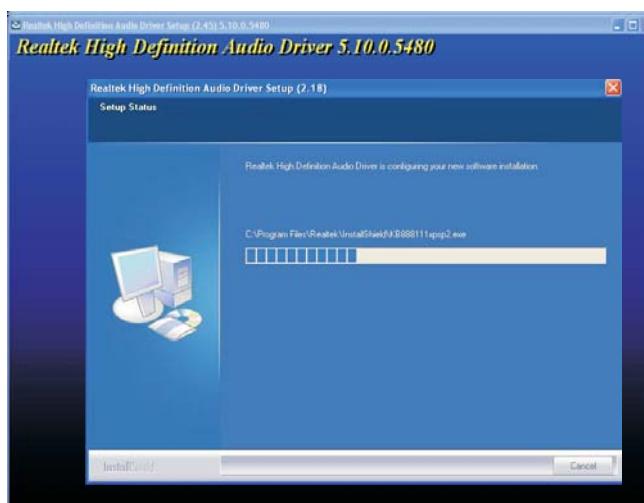 Realtek High Definition Audio Driver Setup (2.45) 5.10.0.5480
Realtek High Definition Audio Driver 5.10.0.5480
Realtek High Definition Audio Driver Setup (2.18)
Setup Status
Realtek High Definition Audio Driver is configuring your new software installation.
C:\Program Files\Realtek\InstallShield\KB888111xpsp2.exe
InstallShield
Cancel